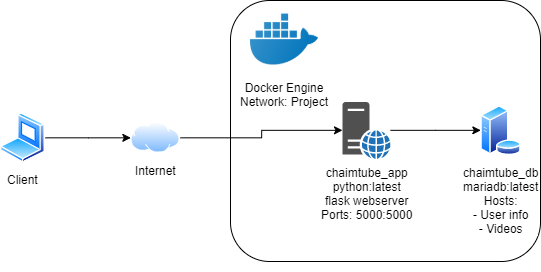 Docker Engine
Network: Project
Client
Internet
chaimtube_app
python:latest
flask webserver
Ports: 5000:5000
chaimtube_db
mariadb:latest
Hosts:
- User info
- Videos